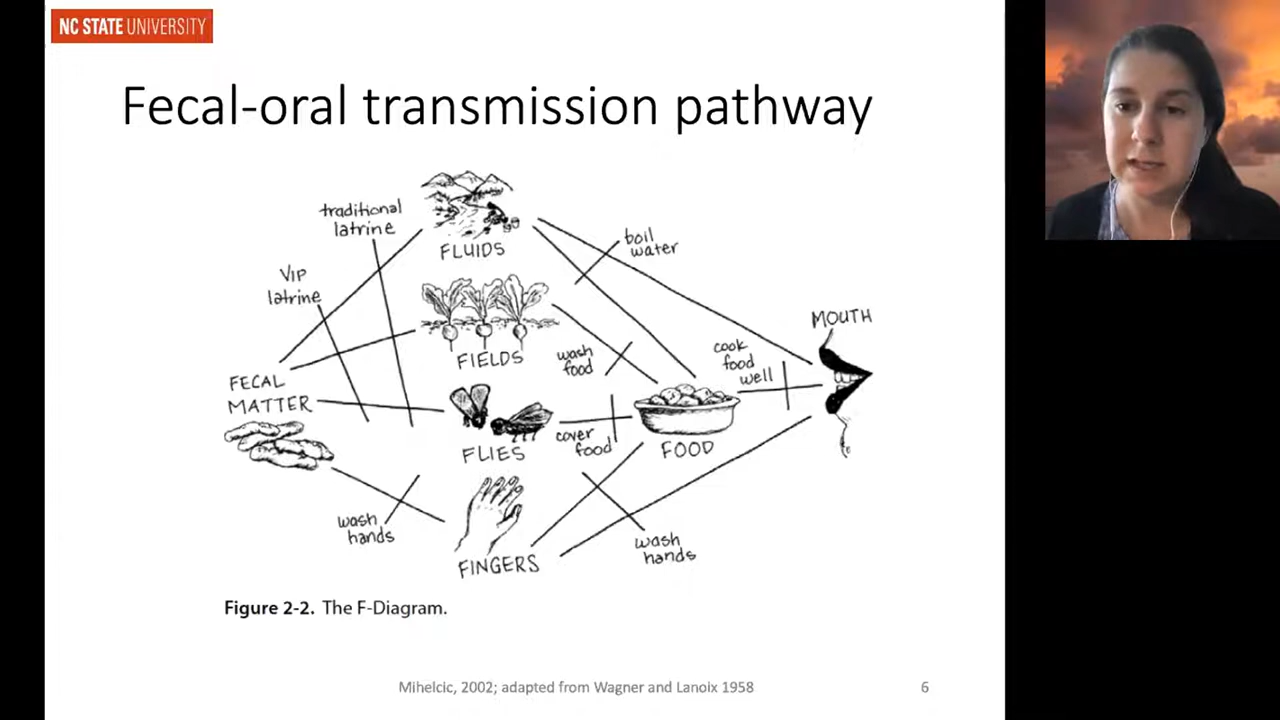 NC STATE UNIVERSITY
Fecal-oral transmission pathway
traditional
latrine
FLUIDS
boil
water
VIP
latrine
MOUTH
FIELDS
wash
food
cook
food
well
FECAL
MATTER
FLIES
cover
food
FOOD
wash
hands
wash
hands
FINGERS
Figure 2-2. The F-Diagram.
Mihelcic, 2002; adapted from Wagner and Lanoix 1958
6